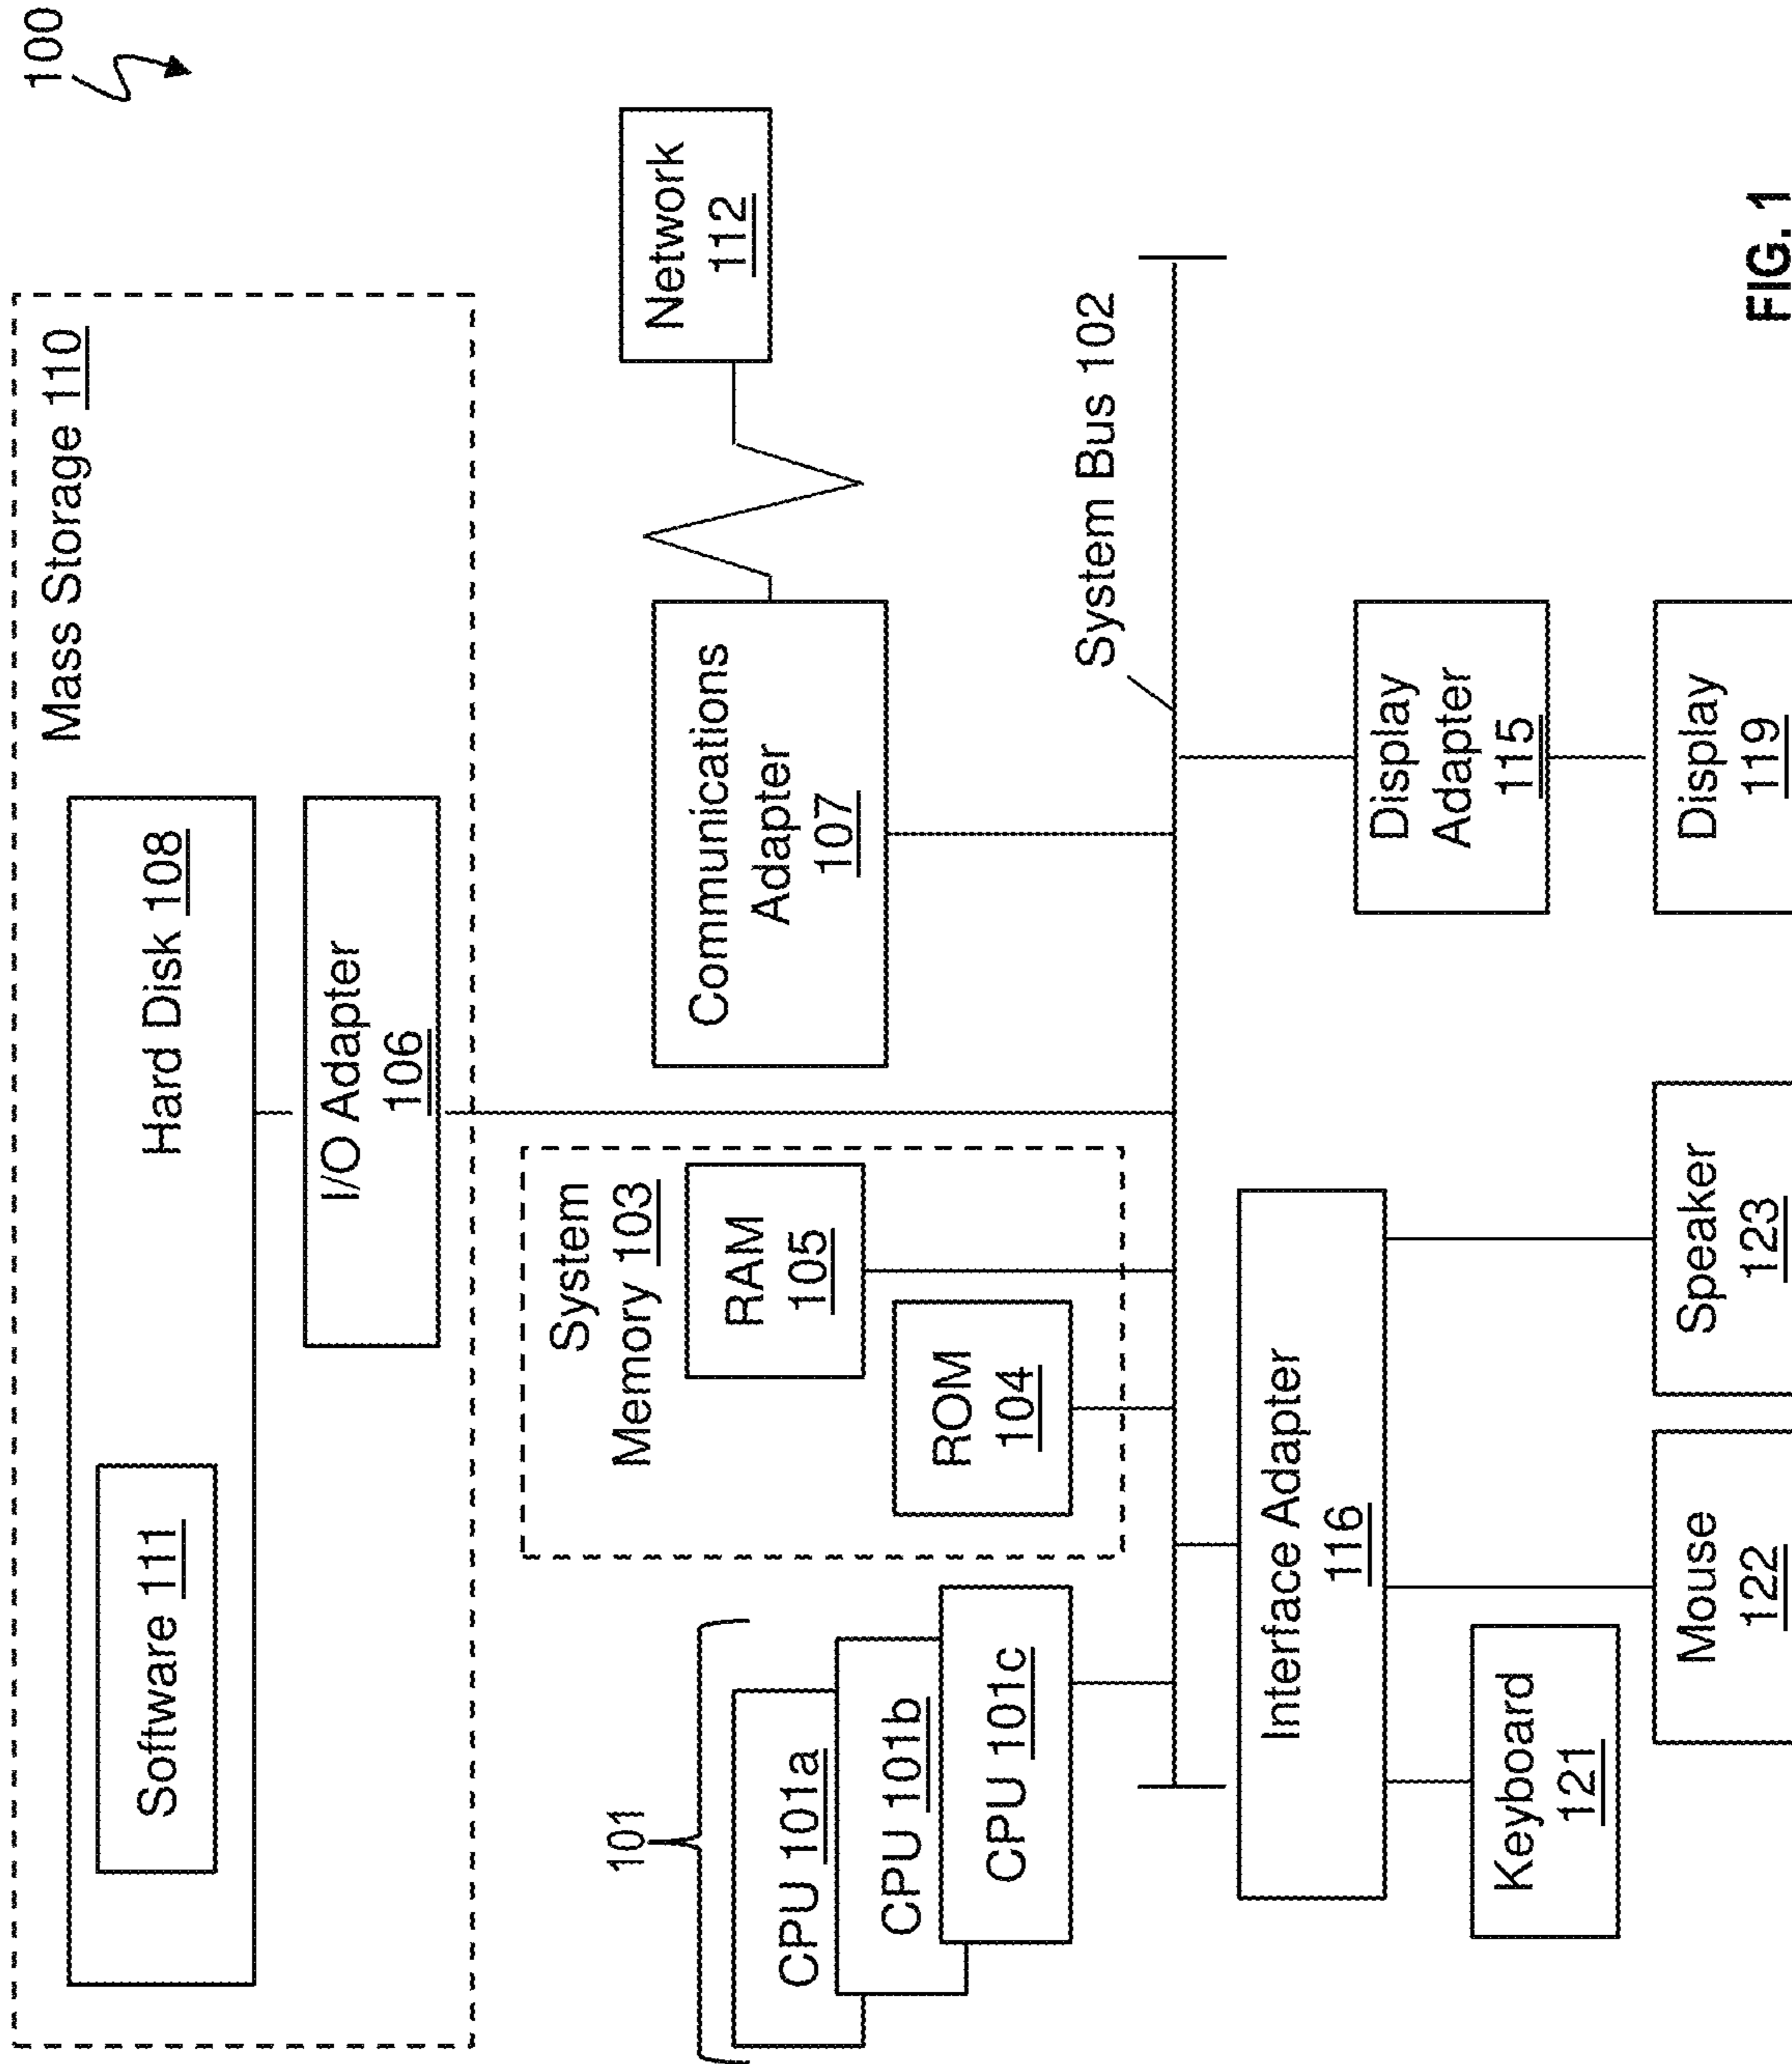 100
Mass Storage 110
Hard Disk 108
Software 111
I/O Adapter
106
101
CPU 101a
CPU 101b
CPU 101c
System
Memory 103
RAM
105
ROM
104
Communications
Adapter
107
Network
112
System Bus 102
Interface Adapter
116
Display
Adapter
115
Keyboard
121
Mouse
122
Speaker
123
Display
119
FIG. 1